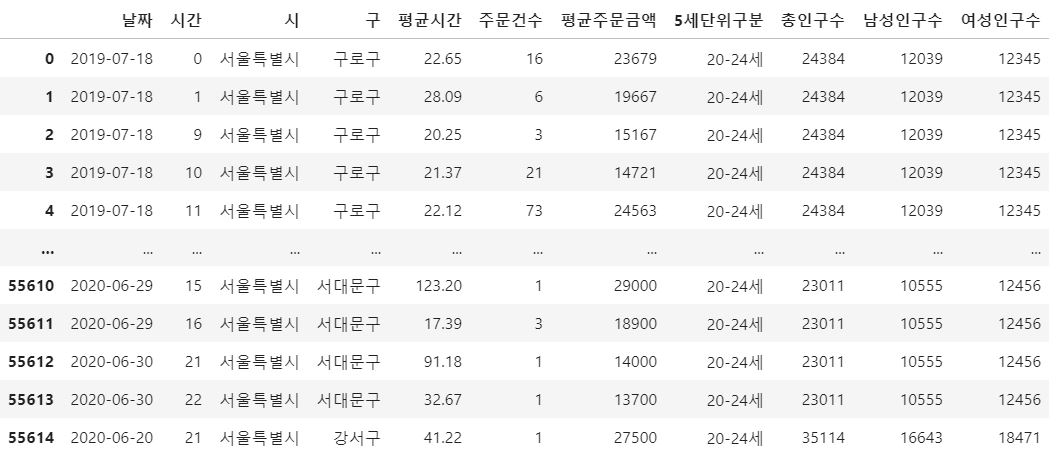 날짜 시간 시 구 평균시간 주문건수 평균주문금액 5세단위구분 총인구수 남성인구수 여성인구수
0 2019-07-18 0 서울특별시 구로구 22.65 16 23679 20-24세 24384 12039 12345
1 2019-07-18 1 서울특별시 구로구 28.09 6 19667 20-24세 24384 12039 12345
2 2019-07-18 9 서울특별시 구로구 20.25 3 15167 20-24세 24384 12039 12345
3 2019-07-18 10 서울특별시 구로구 21.37 21 14721 20-24세 24384 12039 12345
4 2019-07-18 11 서울특별시 구로구 22.12 73 24563 20-24세 24384 12039 12345
... ... ... ... ... ... ... ... ... ... ... ...
55610 2020-06-29 15 서울특별시 서대문구 123.20 1 29000 20-24세 23011 10555 12456
55611 2020-06-29 16 서울특별시 서대문구 17.39 3 18900 20-24세 23011 10555 12456
55612 2020-06-30 21 서울특별시 서대문구 91.18 1 14000 20-24세 23011 10555 12456
55613 2020-06-30 22 서울특별시 서대문구 32.67 1 13700 20-24세 23011 10555 12456
55614 2020-06-20 21 서울특별시 강서구 41.22 1 27500 20-24세 35114 16643 18471